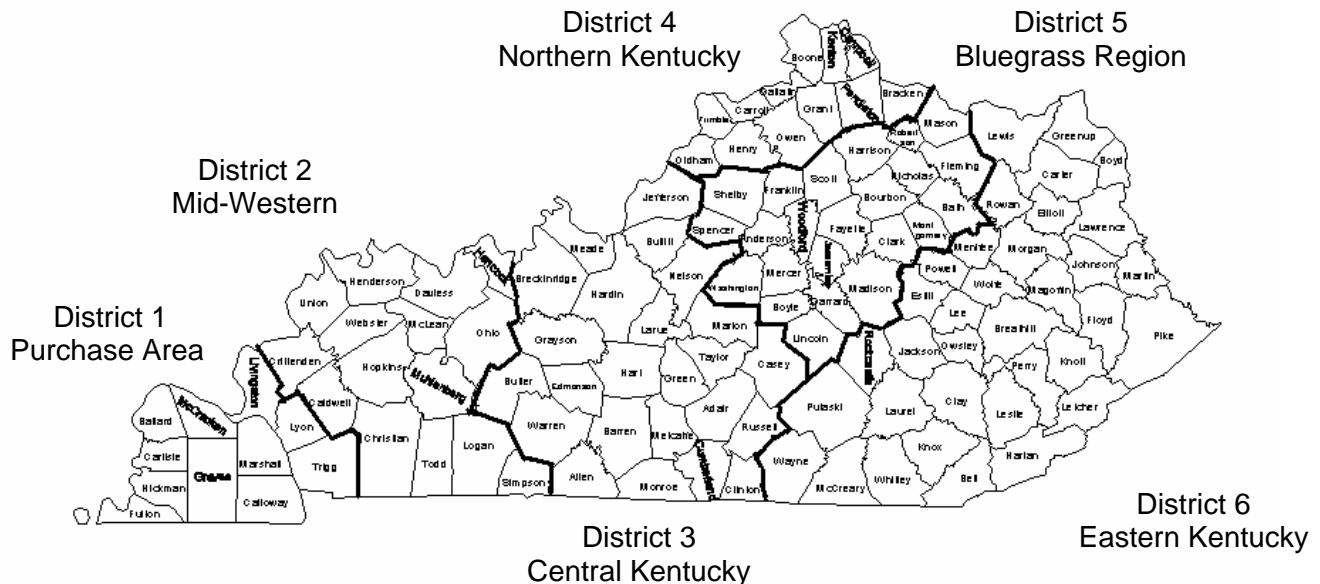 District 4
Northern Kentucky
District 5
Bluegrass Region
District 2
Mid-Western
District 1
Purchase Area
District 3
Central Kentucky
District 6
Eastern Kentucky
Boone
Kenton
Campbell
Gallatin
Carroll
Grant
Pendleton
Bracken
Trimble
Owen
Mason
Lewis
Greenup
Henry
Harrison
Robertson
Oldham
Boyd
Fleming
Carter
Jefferson
Shelby
Franklin
Scott
Nicholas
Bourbon
Rowan
Elliott
Bath
Lawrence
Woodford
Spencer
Anderson
Fayette
Montgomery
Bullitt
Clark
Menifee
Morgan
Meade
Hancock
Breckinridge
Nelson
Mercer
Powell
Johnson
Martin
Henderson
Daviess
Hardin
Washington
Madison
Wolfe
Magoffin
Union
Boyle
Garrard
Estill
Lee
Webster
McLean
Ohio
Larue
Marion
Lincoln
Breathitt
Floyd
Pike
Grayson
Jackson
Owsley
Crittenden
Hopkins
Taylor
Casey
Rockcastle
Perry
Knott
Livingston
Muhlenberg
Butler
Edmonson
Hart
Green
Caldwell
Adair
Pulaski
Laurel
Clay
Leslie
Letcher
Ballard
McCracken
Lyon
Christian
Warren
Barren
Metcalfe
Russell
Logan
Knox
Harlan
Carlisle
Graves
Marshall
Trigg
Todd
Simpson
Allen
Monroe
Cumberland
Clinton
Wayne
McCreary
Whitley
Bell
Hickman
Calloway
Fulton